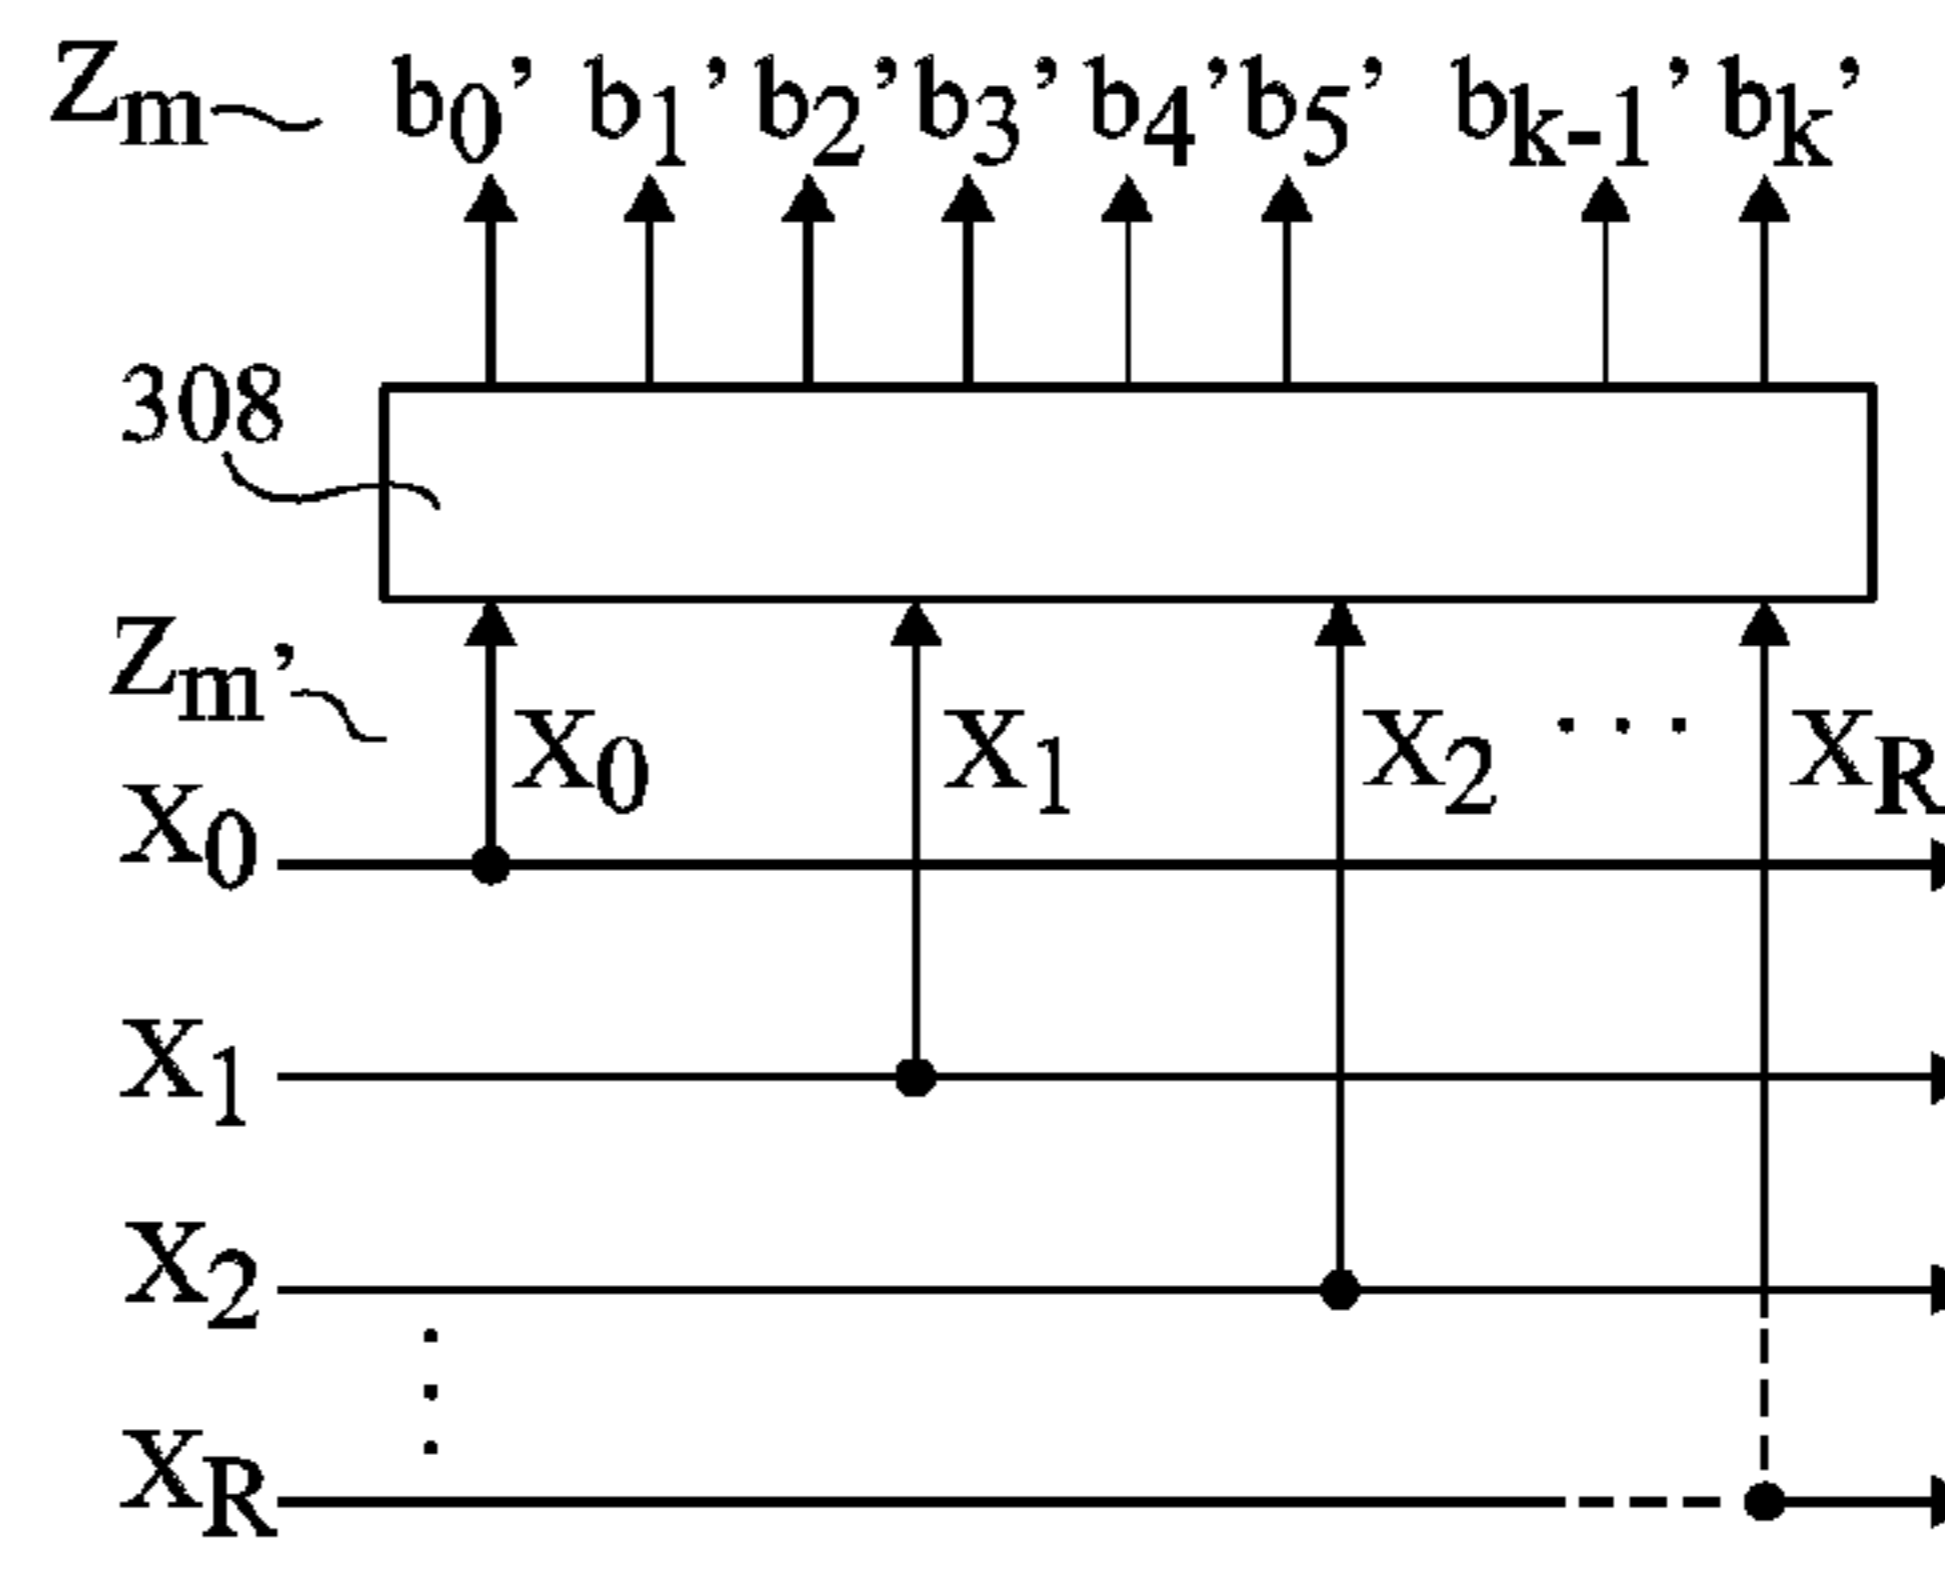 Zm b0’ b1’ b2’ b3’ b4’ b5’ bk-1’ bk’
308
Zm’
X0 X1 X2 . . . XR
X0
X1
X2
.
.
.
XR